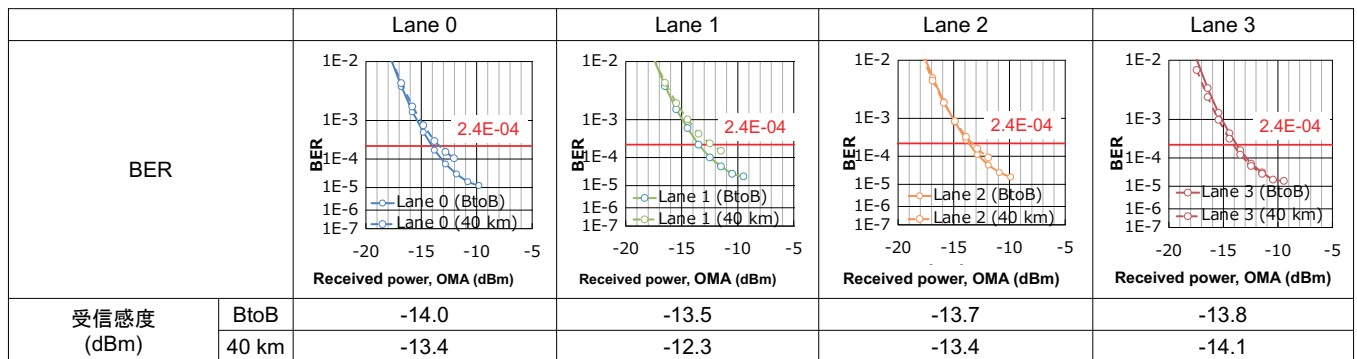 Lane 0 Lane 1 Lane 2 Lane 3
BER
1E-2
1E-3
1E-4
1E-5
1E-6
1E-7
BER
2.4E-04
Lane 0 (BtoB)
Lane 0 (40 km)
-20 -15 -10 -5
Received power, OMA (dBm)
1E-2
1E-3
1E-4
1E-5
1E-6
1E-7
BER
2.4E-04
Lane 1 (BtoB)
Lane 1 (40 km)
-20 -15 -10 -5
Received power, OMA (dBm)
1E-2
1E-3
1E-4
1E-5
1E-6
1E-7
BER
2.4E-04
Lane 2 (BtoB)
Lane 2 (40 km)
-20 -15 -10 -5
Received power, OMA (dBm)
1E-2
1E-3
1E-4
1E-5
1E-6
1E-7
BER
2.4E-04
Lane 3 (BtoB)
Lane 3 (40 km)
-20 -15 -10 -5
Received power, OMA (dBm)
受信感度
(dBm)
BtoB -14.0 -13.5 -13.7 -13.8
40 km -13.4 -12.3 -13.4 -14.1